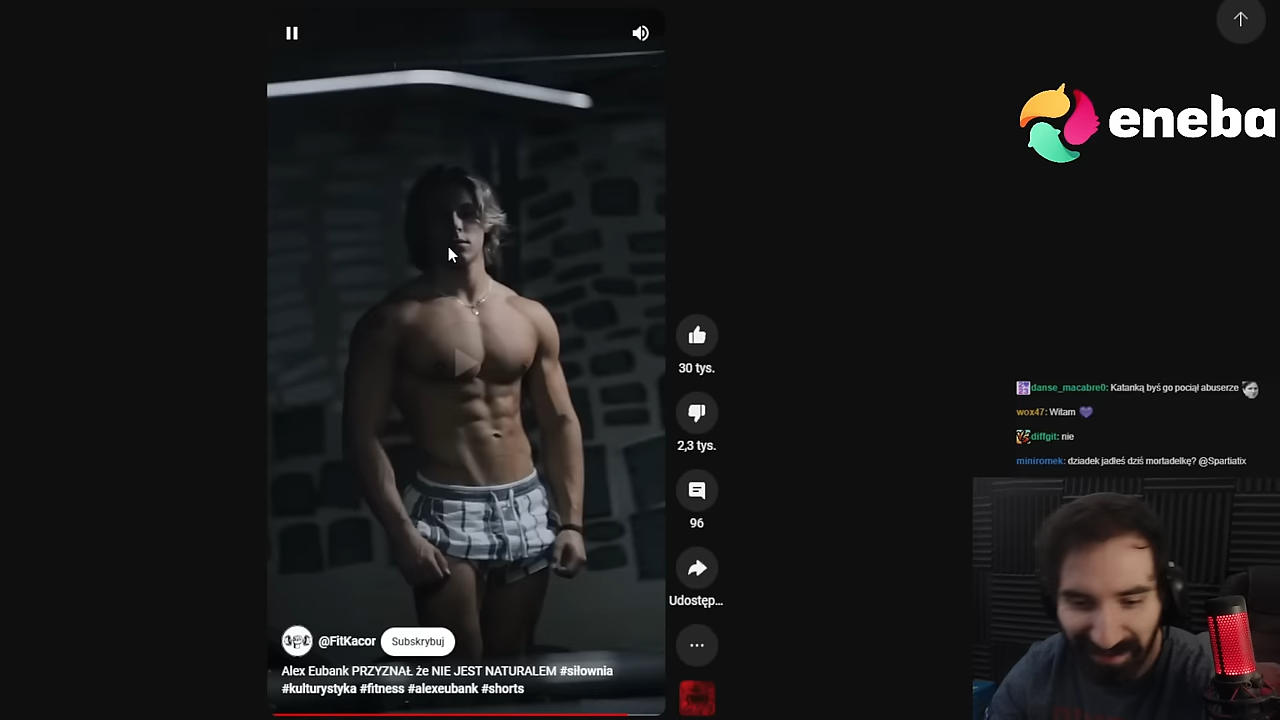 eneba
30 tys.
2,3 tys.
96
Udostęp...
danse_macabre0: Katanką byś go pociął abuserze
wox47: Witam
diffgit: nie
miniromek: dziadek jadłeś dziś mortadelkę? @Spartiatix
@FitKacor
Subskrybuj
Alex Eubank PRZYZNAŁ że NIE JEST NATURALEM #siłownia
#kulturystyka #fitness #alexeubank #shorts